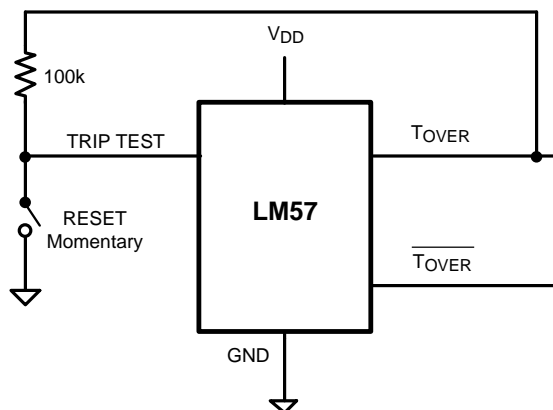 VDD
100k
TRIP TEST
TOVER
RESET
Momentary
LM57
TOVER
GND